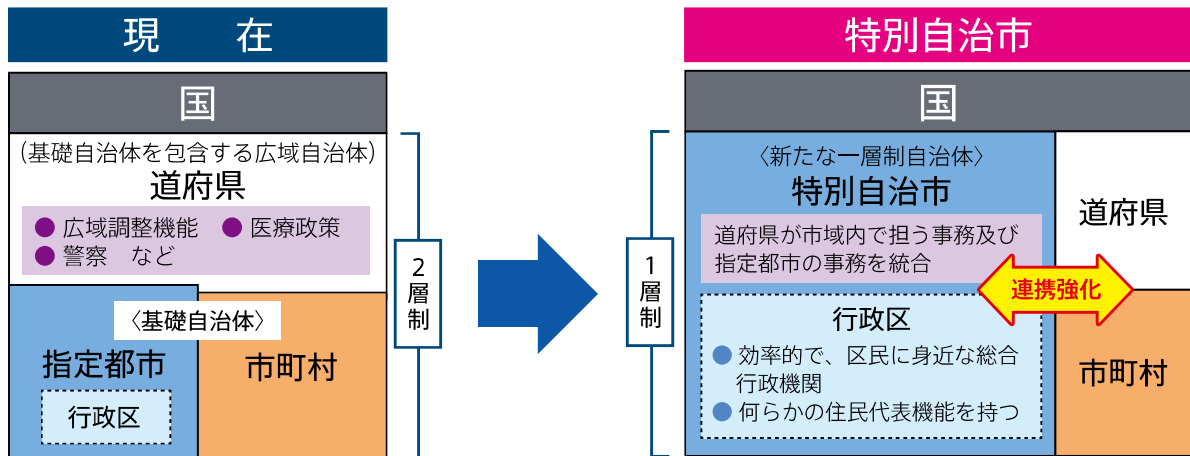 現　在
国
(基礎自治体を包含する広域自治体)
道府県
● 広域調整機能　● 医療政策
● 警察　など
〈基礎自治体〉
指定都市
行政区
市町村
2層制
特別自治市
国
〈新たな一層制自治体〉
特別自治市
道府県が市域内で担う事務及び
指定都市の事務を統合
行政区
● 効率的で、区民に身近な総合
行政機関
● 何らかの住民代表機能を持つ
1層制
連携強化
道府県
市町村